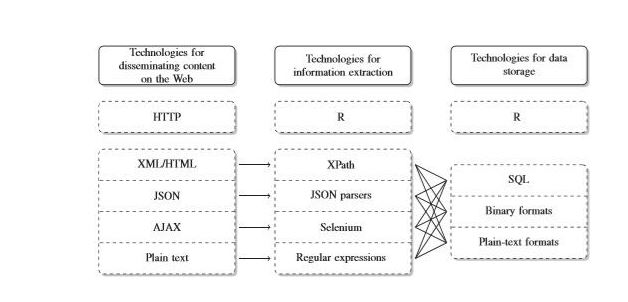 Technologies for
disseminating content
on the Web
Technologies for
information extraction
Technologies for data
storage
HTTP
R
R
XML/HTML
XPath
SQL
JSON
JSON parsers
Binary formats
AJAX
Selenium
Plain-text formats
Plain text
Regular expressions